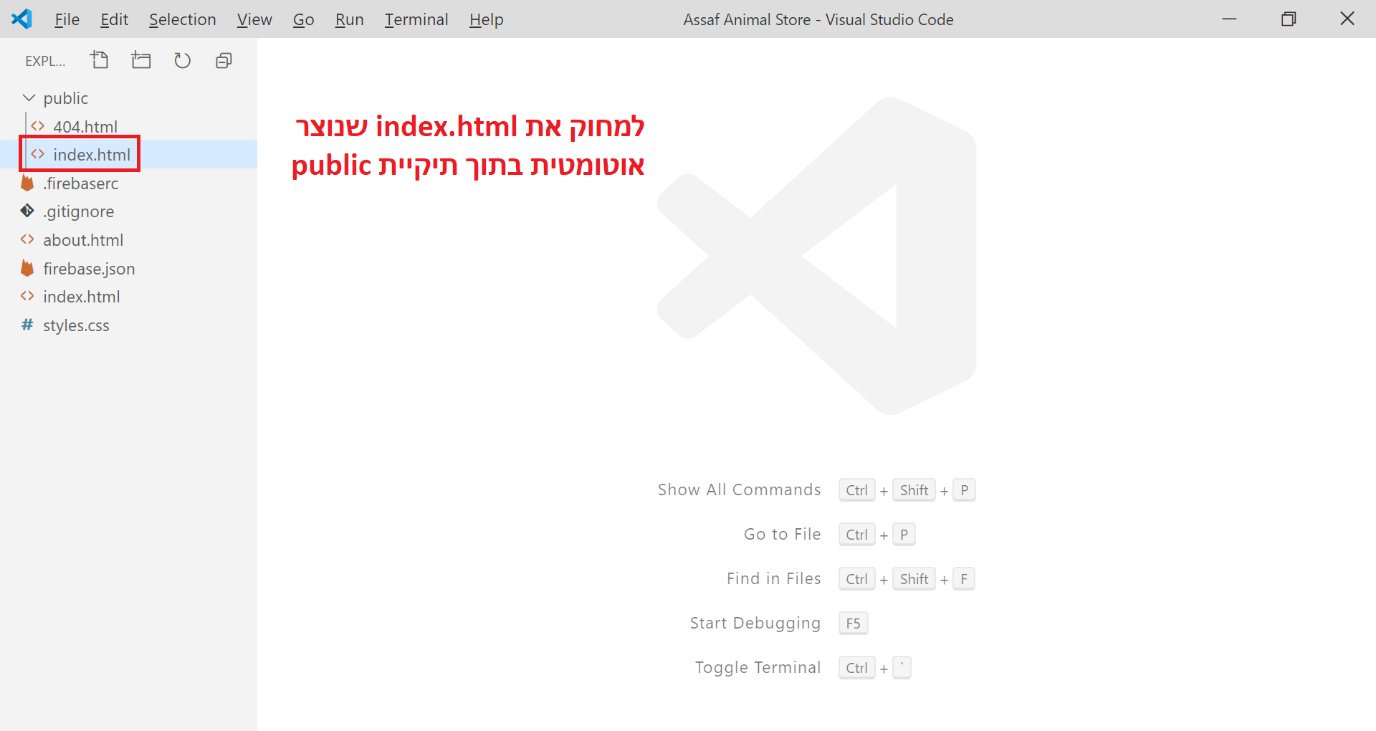 File Edit Selection View Go Run Terminal Help
Assaf Animal Store - Visual Studio Code
EXPL...
public
404.html
index.html
.firebaserc
.gitignore
about.html
firebase.json
index.html
styles.css
למחוק את index.html שנוצר
אוטומטית בתוך תיקיית public
Show All Commands Ctrl + Shift + P
Go to File Ctrl + P
Find in Files Ctrl + Shift + F
Start Debugging F5
Toggle Terminal Ctrl + `